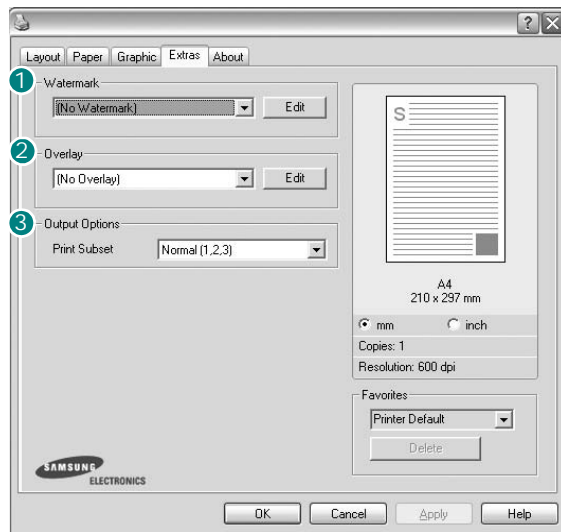 ? X
Layout Paper Graphic Extras About
1 Watermark
(No Watermark) Edit
2 Overlay
(No Overlay) Edit
3 Output Options
Print Subset Normal (1,2,3)
S
A4
210 x 297 mm
mm inch
Copies: 1
Resolution: 600 dpi
Favorites
Printer Default
Delete
SAMSUNG
ELECTRONICS
OK Cancel Apply Help